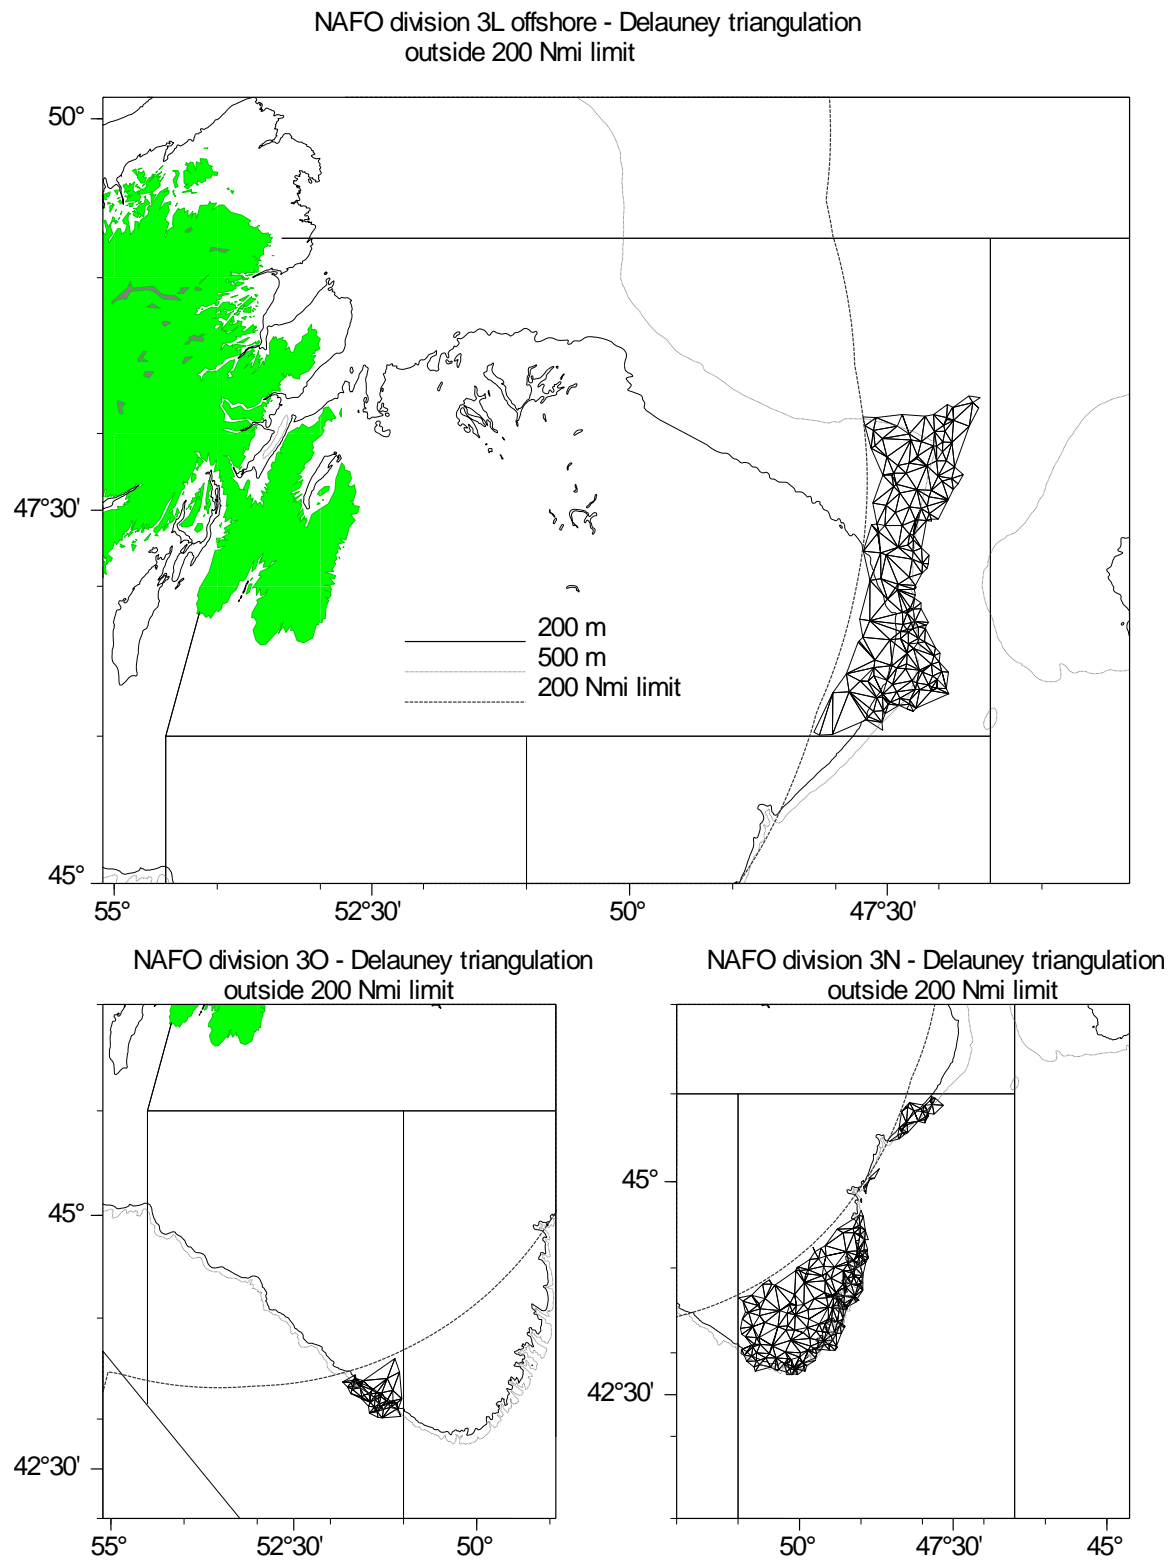 NAFO division 3L offshore - Delauney triangulation
outside 200 Nmi limit
50°
47°30'
200 m
500 m
200 Nmi limit
45°
55°
52°30'
50°
47°30'
NAFO division 3O - Delauney triangulation
outside 200 Nmi limit
45°
42°30'
55°
52°30'
50°
NAFO division 3N - Delauney triangulation
outside 200 Nmi limit
45°
42°30'
50°
47°30'
45°